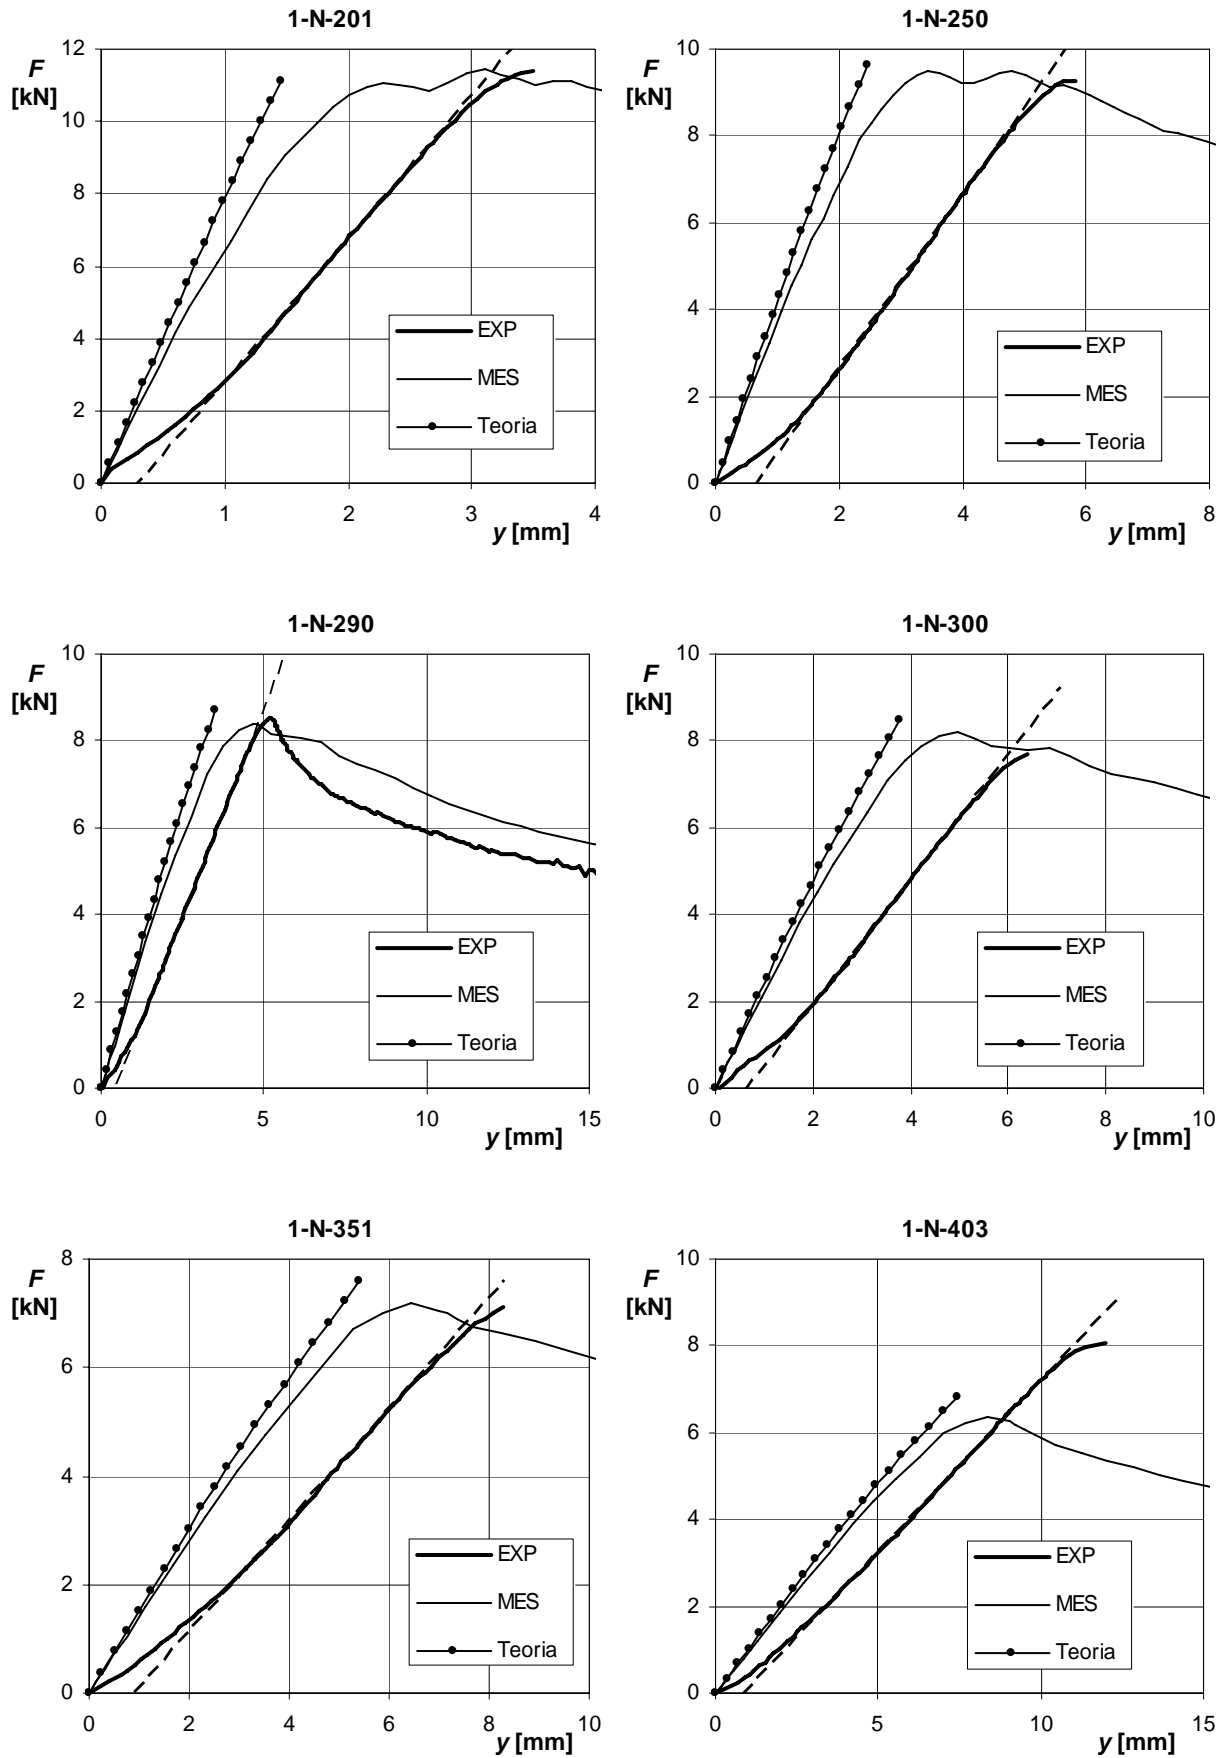 1-N-201
F
[kN]
12
10
8
6
4
2
0
0 1 2 3 4
y [mm]
EXP
MES
Teoria
1-N-250
F
[kN]
10
8
6
4
2
0
0 2 4 6 8
y [mm]
EXP
MES
Teoria
1-N-290
F
[kN]
10
8
6
4
2
0
0 5 10 15
y [mm]
EXP
MES
Teoria
1-N-300
F
[kN]
10
8
6
4
2
0
0 2 4 6 8 10
y [mm]
EXP
MES
Teoria
1-N-351
F
[kN]
8
6
4
2
0
0 2 4 6 8 10
y [mm]
EXP
MES
Teoria
1-N-403
F
[kN]
10
8
6
4
2
0
0 5 10 15
y [mm]
EXP
MES
Teoria